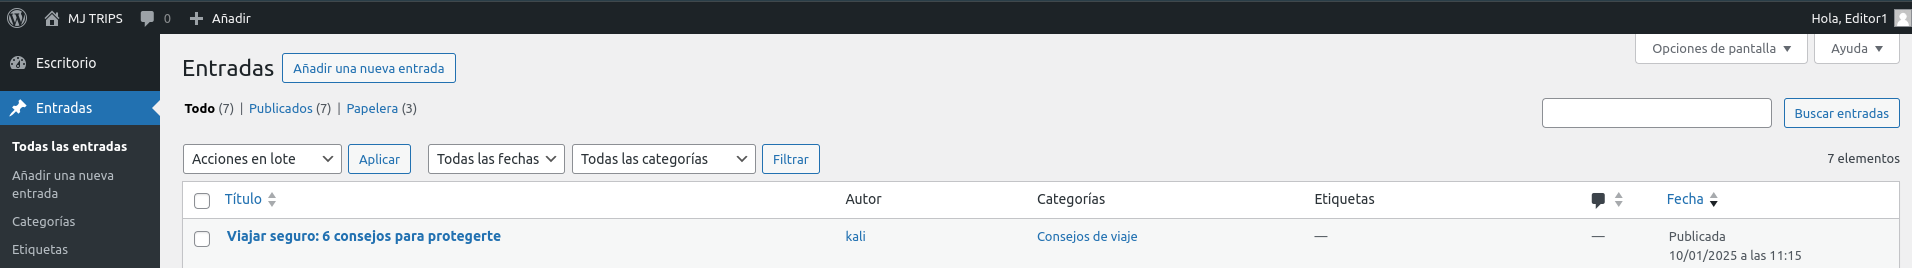 MJ TRIPS 0 Añadir Hola, Editor1
Escritorio
Entradas
Todas las entradas
Añadir una nueva
entrada
Categorías
Etiquetas
Opciones de pantalla Ayuda
Entradas Añadir una nueva entrada
Todo (7) | Publicados (7) | Papelera (3)
Buscar entradas
Acciones en lote Aplicar Todas las fechas Todas las categorías Filtrar
7 elementos
Título Autor Categorías Etiquetas Fecha
Viajar seguro: 6 consejos para protegerte kali Consejos de viaje — — Publicada
10/01/2025 a las 11:15